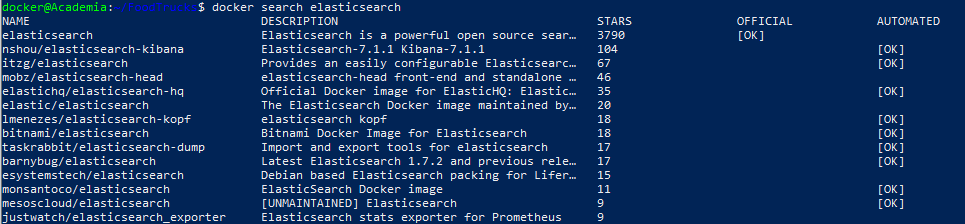 docker@Academia: $ docker search elasticsearch
NAME DESCRIPTION STARS OFFICIAL AUTOMATED
elasticsearch Elasticsearch is a powerful open source sear… 3790 [OK]
nshou/elasticsearch-kibana Elasticsearch-7.1.1 Kibana-7.1.1 104 [OK]
itzg/elasticsearch Provides an easily configurable Elasticsearc… 67 [OK]
mobz/elasticsearch-head elasticsearch-head front-end and standalone … 46
elastichq/elasticsearch-hq Official Docker image for ElasticHQ: Elastic… 35 [OK]
elastic/elasticsearch The Elasticsearch Docker image maintained by… 20
lmenezes/elasticsearch-kopf elasticsearch kopf 18 [OK]
bitnami/elasticsearch Bitnami Docker Image for Elasticsearch 18 [OK]
taskrabbit/elasticsearch-dump Import and export tools for elasticsearch 17 [OK]
barnybug/elasticsearch Latest Elasticsearch 1.7.2 and previous rele… 17 [OK]
esystemstech/elasticsearch Debian based Elasticsearch packing for Lifer… 15
monsantoco/elasticsearch ElasticSearch Docker image 11 [OK]
mesoscloud/elasticsearch [UNMAINTAINED] Elasticsearch 9 [OK]
justwatch/elasticsearch_exporter Elasticsearch stats exporter for Prometheus 9